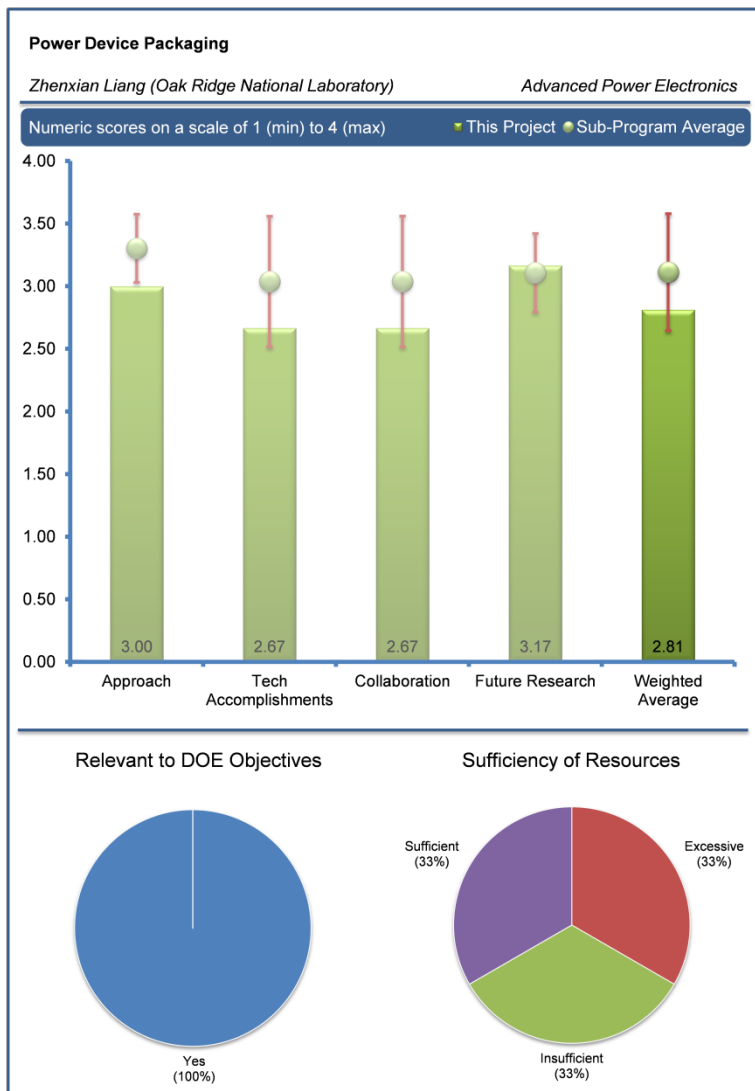 Power Device Packaging
Zhenxian Liang (Oak Ridge National Laboratory) Advanced Power Electronics
Numeric scores on a scale of 1 (min) to 4 (max) This Project Sub-Program Average
4.00
3.50
3.00
2.50
2.00
1.50
1.00
0.50
0.00
3.00 2.67 2.67 3.17 2.81
Approach Tech Collaboration Future Research Weighted
Accomplishments Average
Relevant to DOE Objectives Sufficiency of Resources
Sufficient Excessive
(33%) (33%)
Yes Insufficient
(100%) (33%)